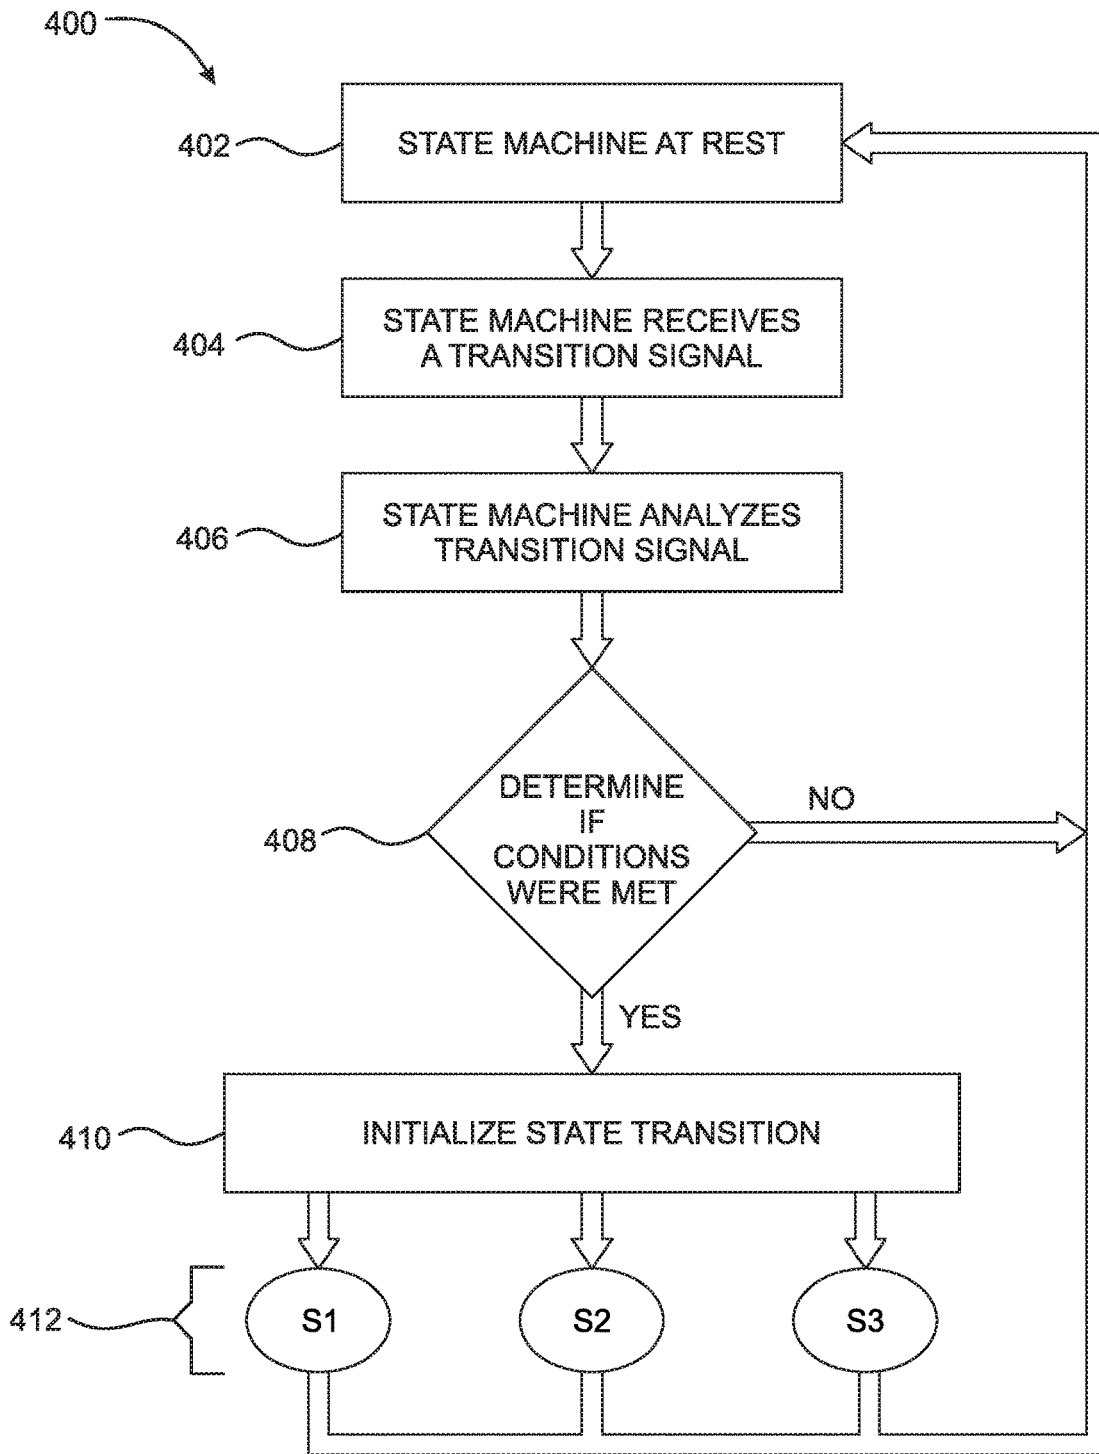 400
402
STATE MACHINE AT REST
404
STATE MACHINE RECEIVES
A TRANSITION SIGNAL
406
STATE MACHINE ANALYZES
TRANSITION SIGNAL
408
DETERMINE
IF
CONDITIONS
WERE MET
NO
YES
410
INITIALIZE STATE TRANSITION
412
S1
S2
S3